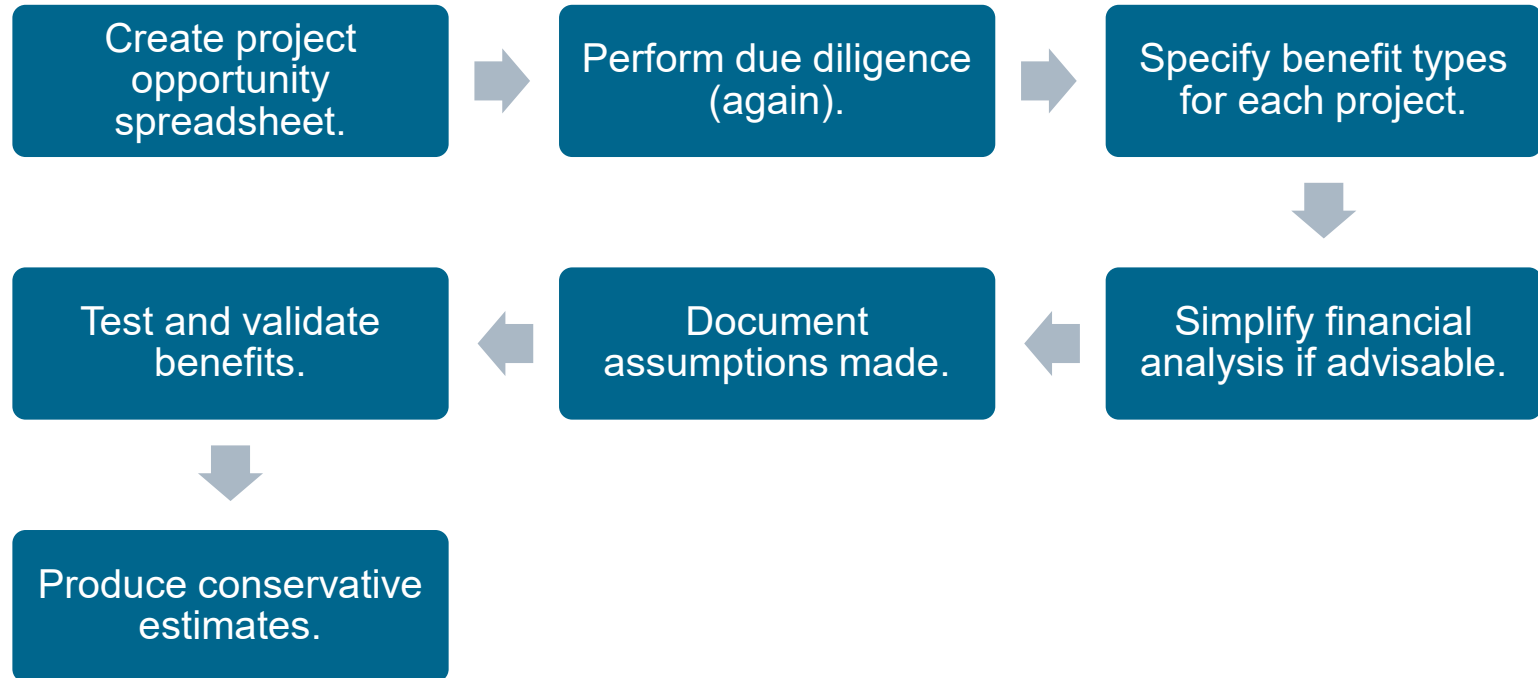 Create project
opportunity
spreadsheet.
Perform due diligence
(again).
Specify benefit types
for each project.
Simplify financial
analysis if advisable.
Document
assumptions made.
Test and validate
benefits.
Produce conservative
estimates.